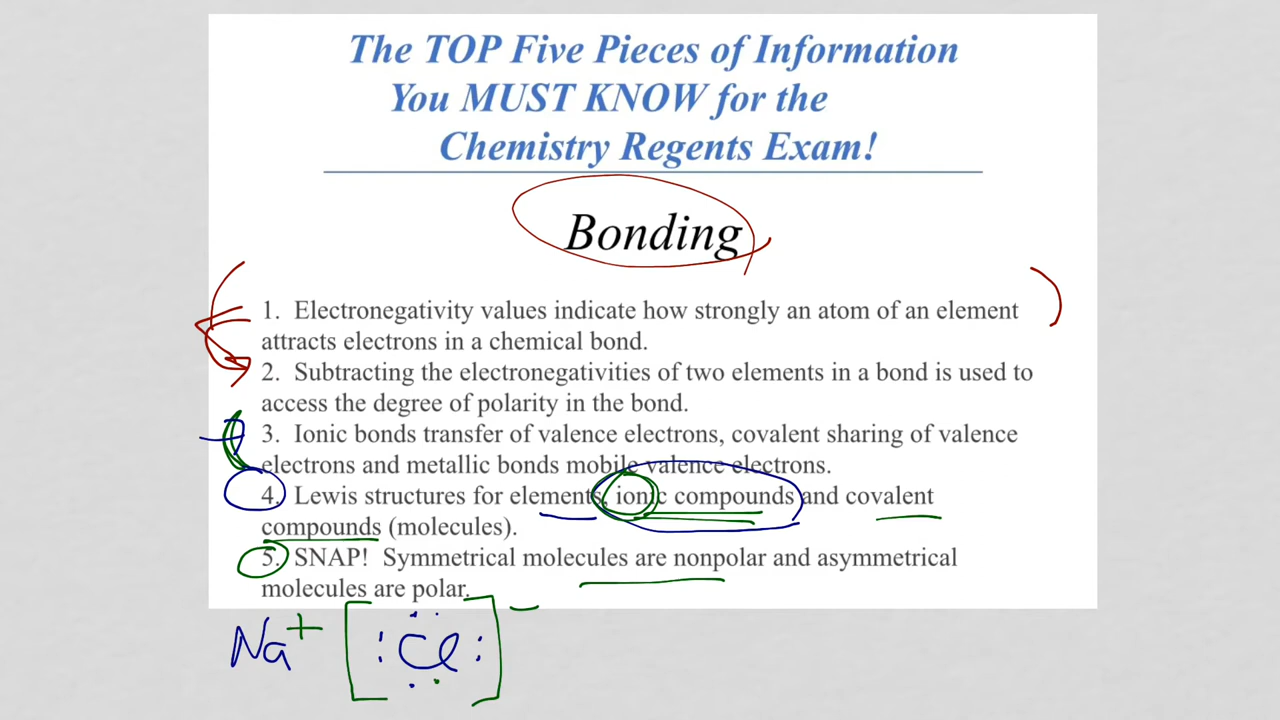 The TOP Five Pieces of Information
You MUST KNOW for the
Chemistry Regents Exam!
Bonding
1. Electronegativity values indicate how strongly an atom of an element
attracts electrons in a chemical bond.
2. Subtracting the electronegativities of two elements in a bond is used to
access the degree of polarity in the bond.
3. Ionic bonds transfer of valence electrons, covalent sharing of valence
electrons and metallic bonds mobile valence electrons.
4. Lewis structures for elements, ionic compounds and covalent
compounds (molecules).
5. SNAP! Symmetrical molecules are nonpolar and asymmetrical
molecules are polar.
Na+ [:Cl:]−